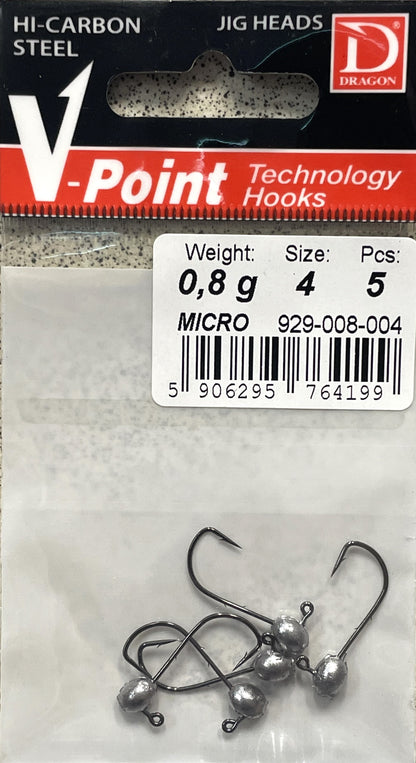 HI-CARBON
STEEL
JIG HEADS
DRAGON®
V-Point Technology
Hooks
Weight: Size: Pcs:
0,8 g 4 5
MICRO 929-008-004
5 906295 764199